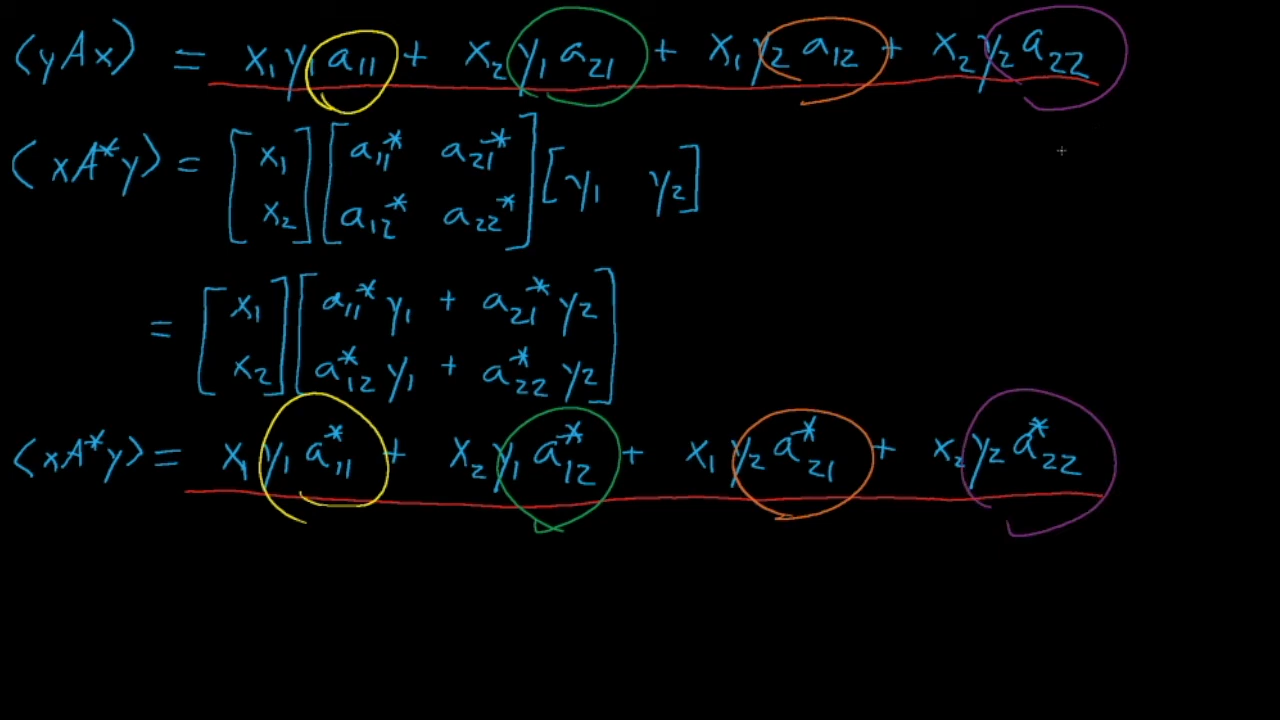 ⟨yAx⟩ = x₁y₁a₁₁ + x₂y₁a₂₁ + x₁y₂a₁₂ + x₂y₂a₂₂
⟨xA*y⟩ = [x₁ x₂] [a₁₁* a₂₁* a₁₂* a₂₂*] [y₁ y₂]
= [x₁ x₂] [a₁₁*y₁ + a₂₁*y₂ a₁₂*y₁ + a₂₂*y₂]
⟨xA*y⟩ = x₁y₁a₁₁* + x₂y₁a₁₂* + x₁y₂a₂₁* + x₂y₂a₂₂*